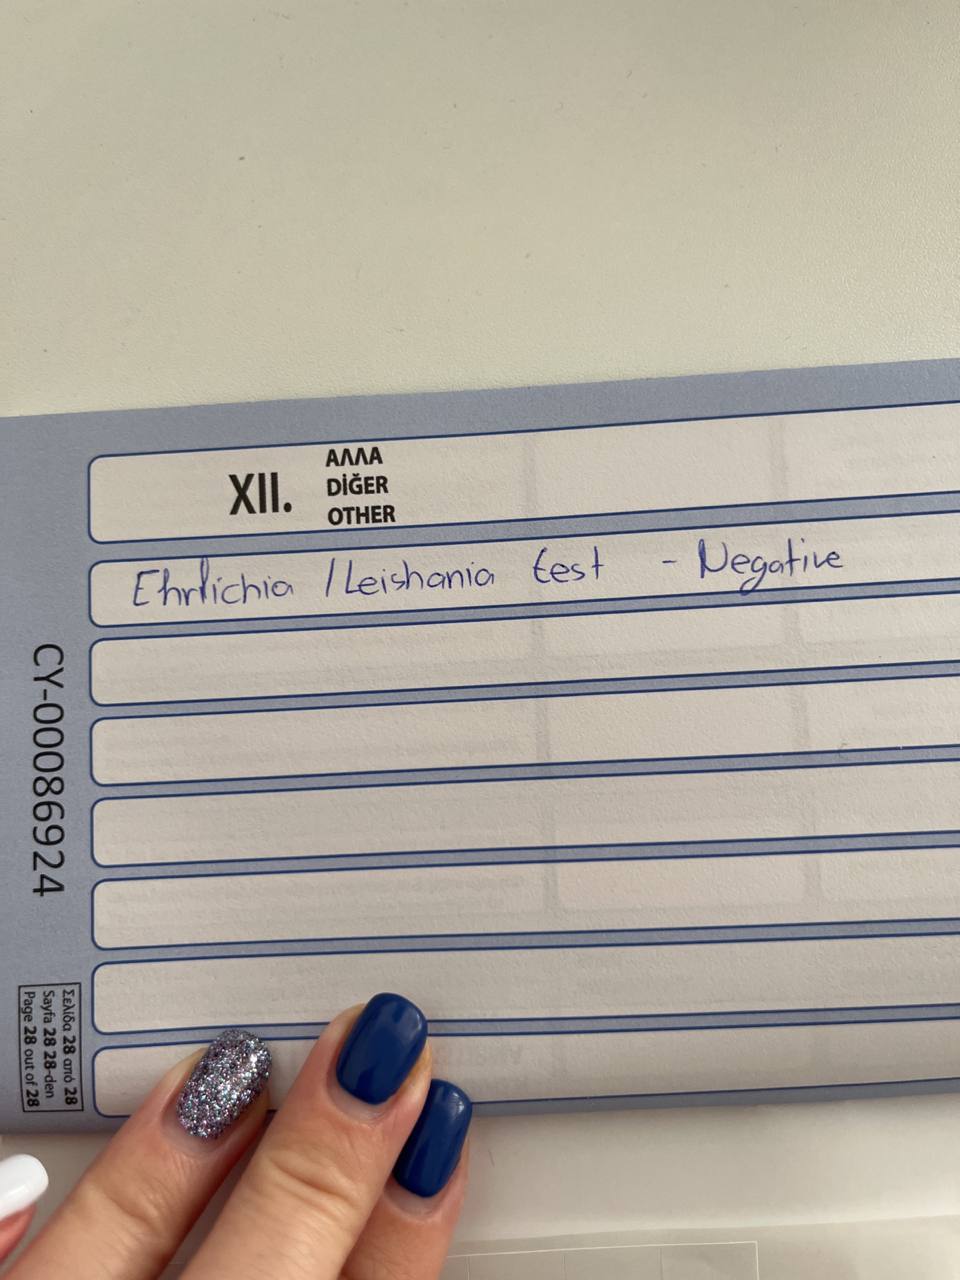 XII.
ΑΛΛΑ
DİĞER
OTHER
Ehrlichia / Leishania test - Negative
CY-00086924
Σελίδα 28 από 28
Sayfa 28 28-den
Page 28 out of 28